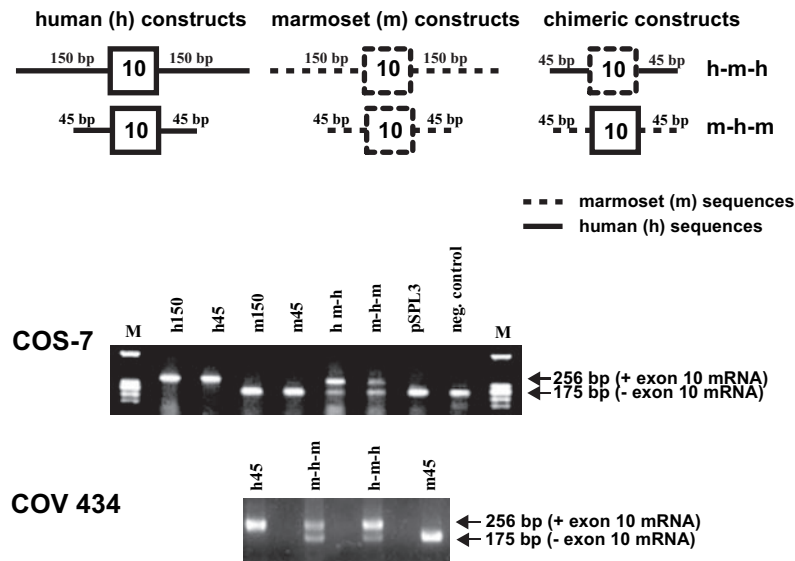 human (h) constructs marmoset (m) constructs chimeric constructs
150 bp 10 150 bp 150 bp 10 150 bp 45 bp 10 45 bp h-m-h
45 bp 10 45 bp 45 bp 10 45 bp 45 bp 10 45 bp m-h-m
marmoset (m) sequences
human (h) sequences
M h150 h45 m150 m45 h m-h m-h-m pSPL3 neg. control M
COS-7
256 bp (+ exon 10 mRNA)
175 bp (- exon 10 mRNA)
h45 m-h-m h-m-h m45
COV 434
256 bp (+ exon 10 mRNA)
175 bp (- exon 10 mRNA)